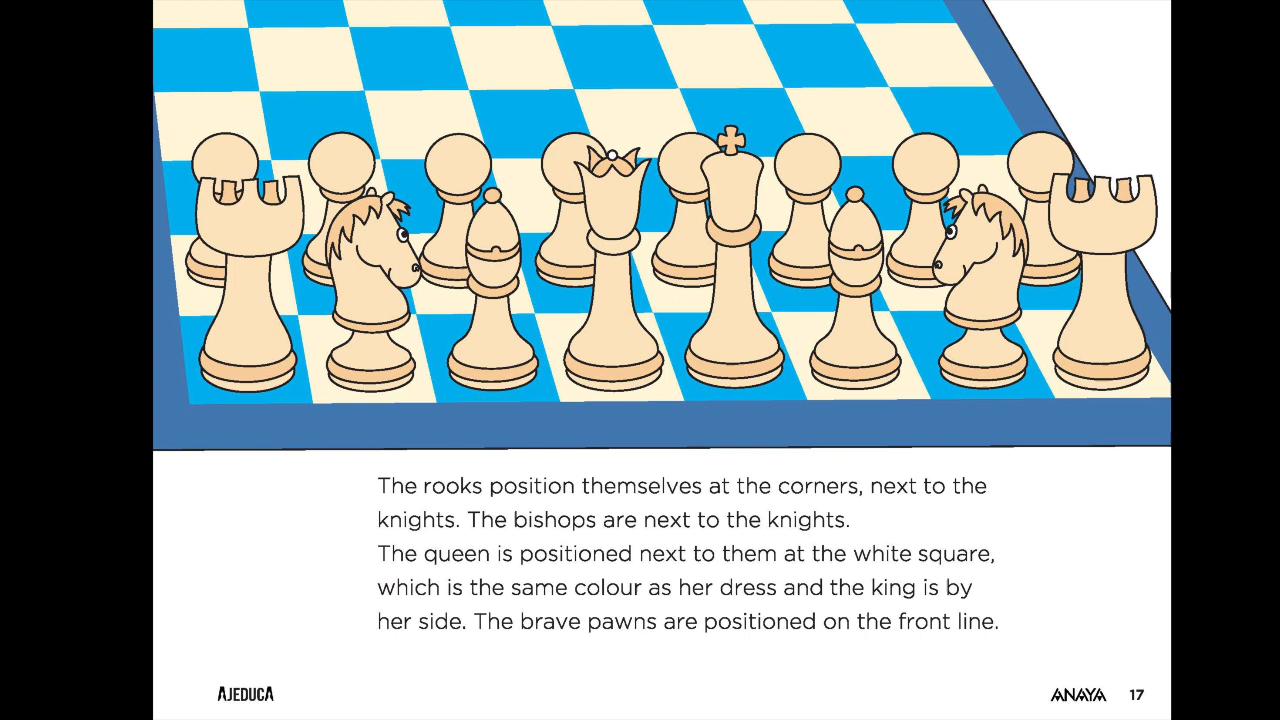 The rooks position themselves at the corners, next to the
knights. The bishops are next to the knights.
The queen is positioned next to them at the white square,
which is the same colour as her dress and the king is by
her side. The brave pawns are positioned on the front line.
AJEDUCA
ANAYA 17